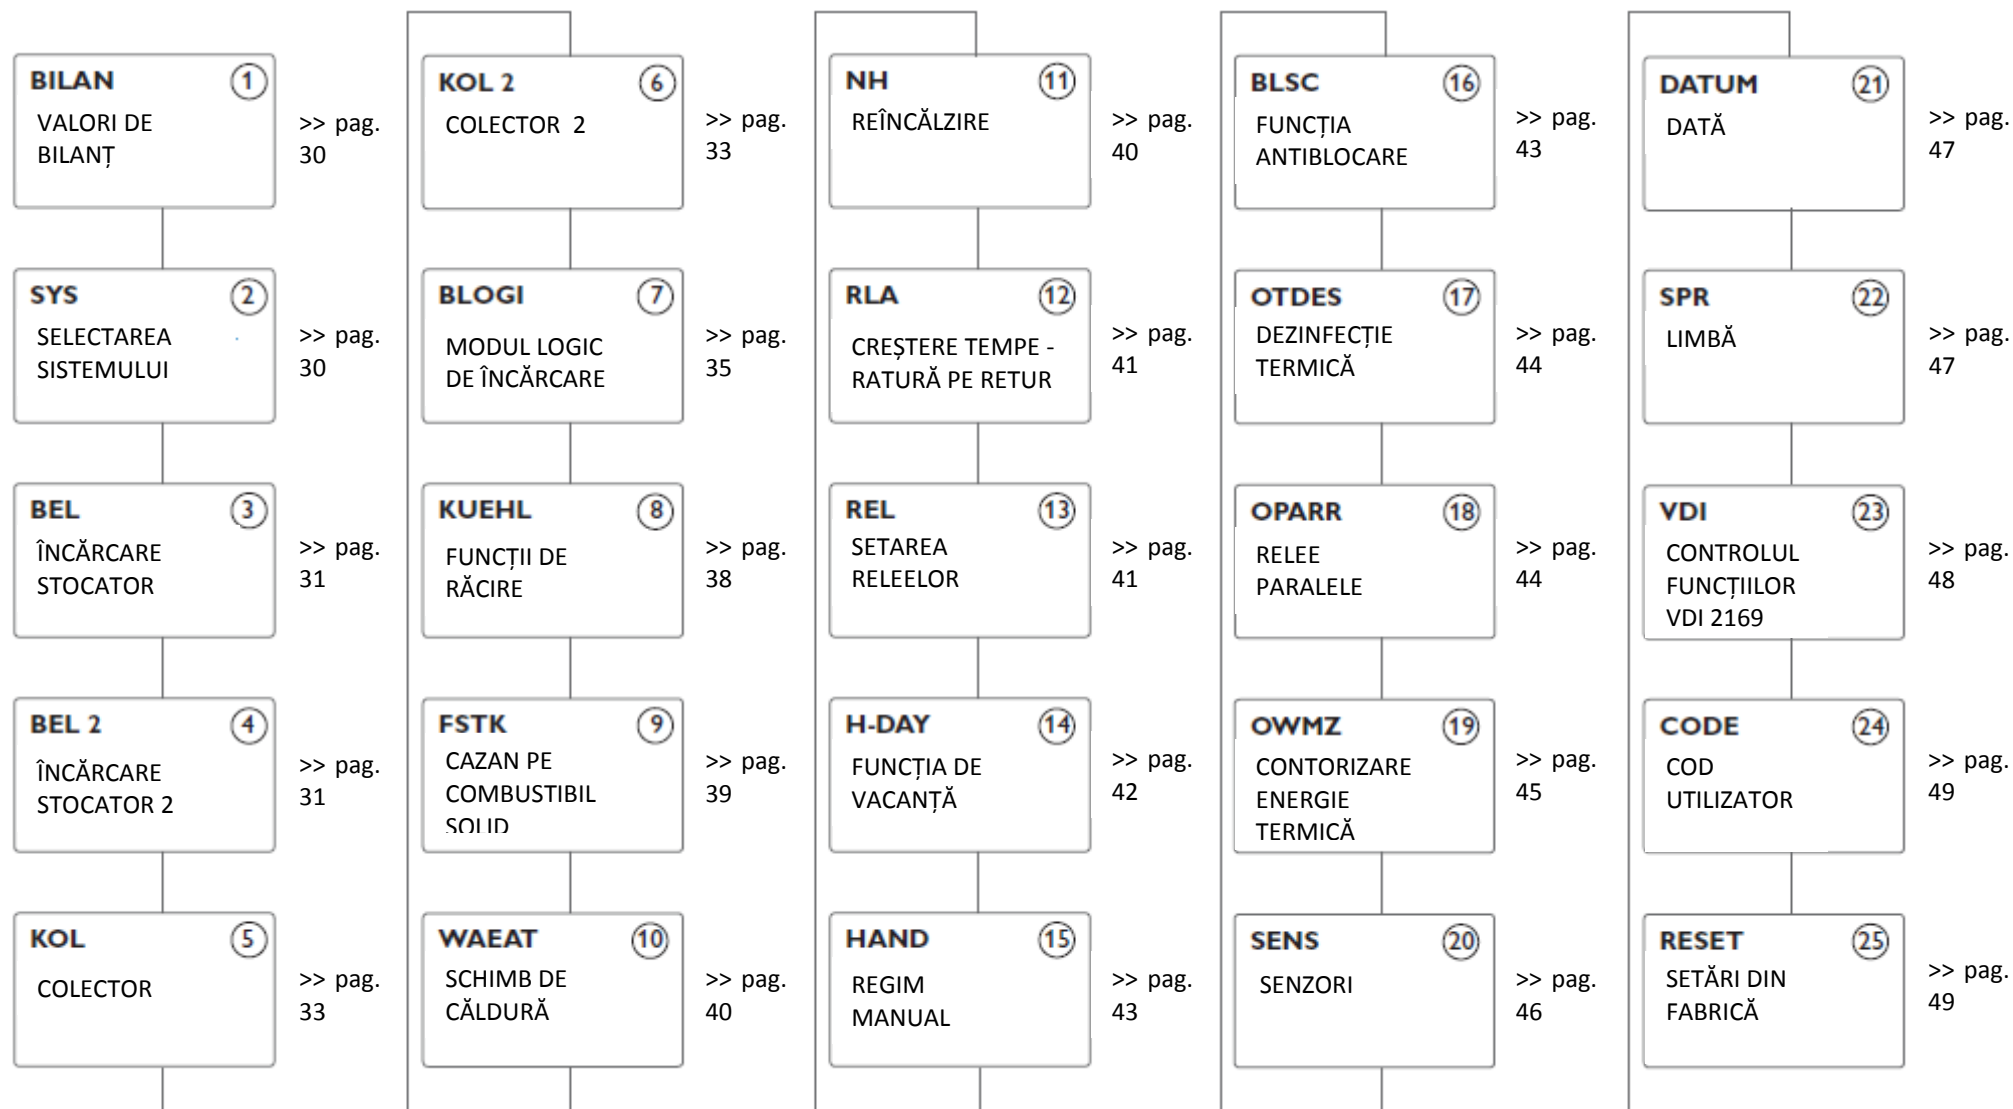 BILAN 1
VALORI DE
BILANȚ
>> pag.
30
SYS 2
SELECTAREA
SISTEMULUI
>> pag.
30
BEL 3
ÎNCĂRCARE
STOCATOR
>> pag.
31
BEL 2 4
ÎNCĂRCARE
STOCATOR 2
>> pag.
31
KOL 5
COLECTOR
>> pag.
33
KOL 2 6
COLECTOR 2
>> pag.
33
BLOGI 7
MODUL LOGIC
DE ÎNCĂRCARE
>> pag.
35
KUEHL 8
FUNCȚII DE
RĂCIRE
>> pag.
38
FSTK 9
CAZAN PE
COMBUSTIBIL
SOLID
>> pag.
39
WAEAT 10
SCHIMB DE
CĂLDURĂ
>> pag.
40
NH 11
REÎNCĂLZIRE
>> pag.
40
RLA 12
CREȘTERE TEMPE -
RATURĂ PE RETUR
>> pag.
41
REL 13
SETAREA
RELEELOR
>> pag.
41
H-DAY 14
FUNCȚIA DE
VACANȚĂ
>> pag.
42
HAND 15
REGIM
MANUAL
>> pag.
43
BLSC 16
FUNCȚIA
ANTIBLOCARE
>> pag.
43
OTDES 17
DEZINFECȚIE
TERMICĂ
>> pag.
44
OPARR 18
RELEE
PARALELE
>> pag.
44
OWMZ 19
CONTORIZARE
ENERGIE
TERMICĂ
>> pag.
45
SENS 20
SENZORI
>> pag.
46
DATUM 21
DATĂ
>> pag.
47
SPR 22
LIMBĂ
>> pag.
47
VDI 23
CONTROLUL
FUNCȚIILOR
VDI 2169
>> pag.
48
CODE 24
COD
UTILIZATOR
>> pag.
49
RESET 25
SETĂRI DIN
FABRICĂ
>> pag.
49